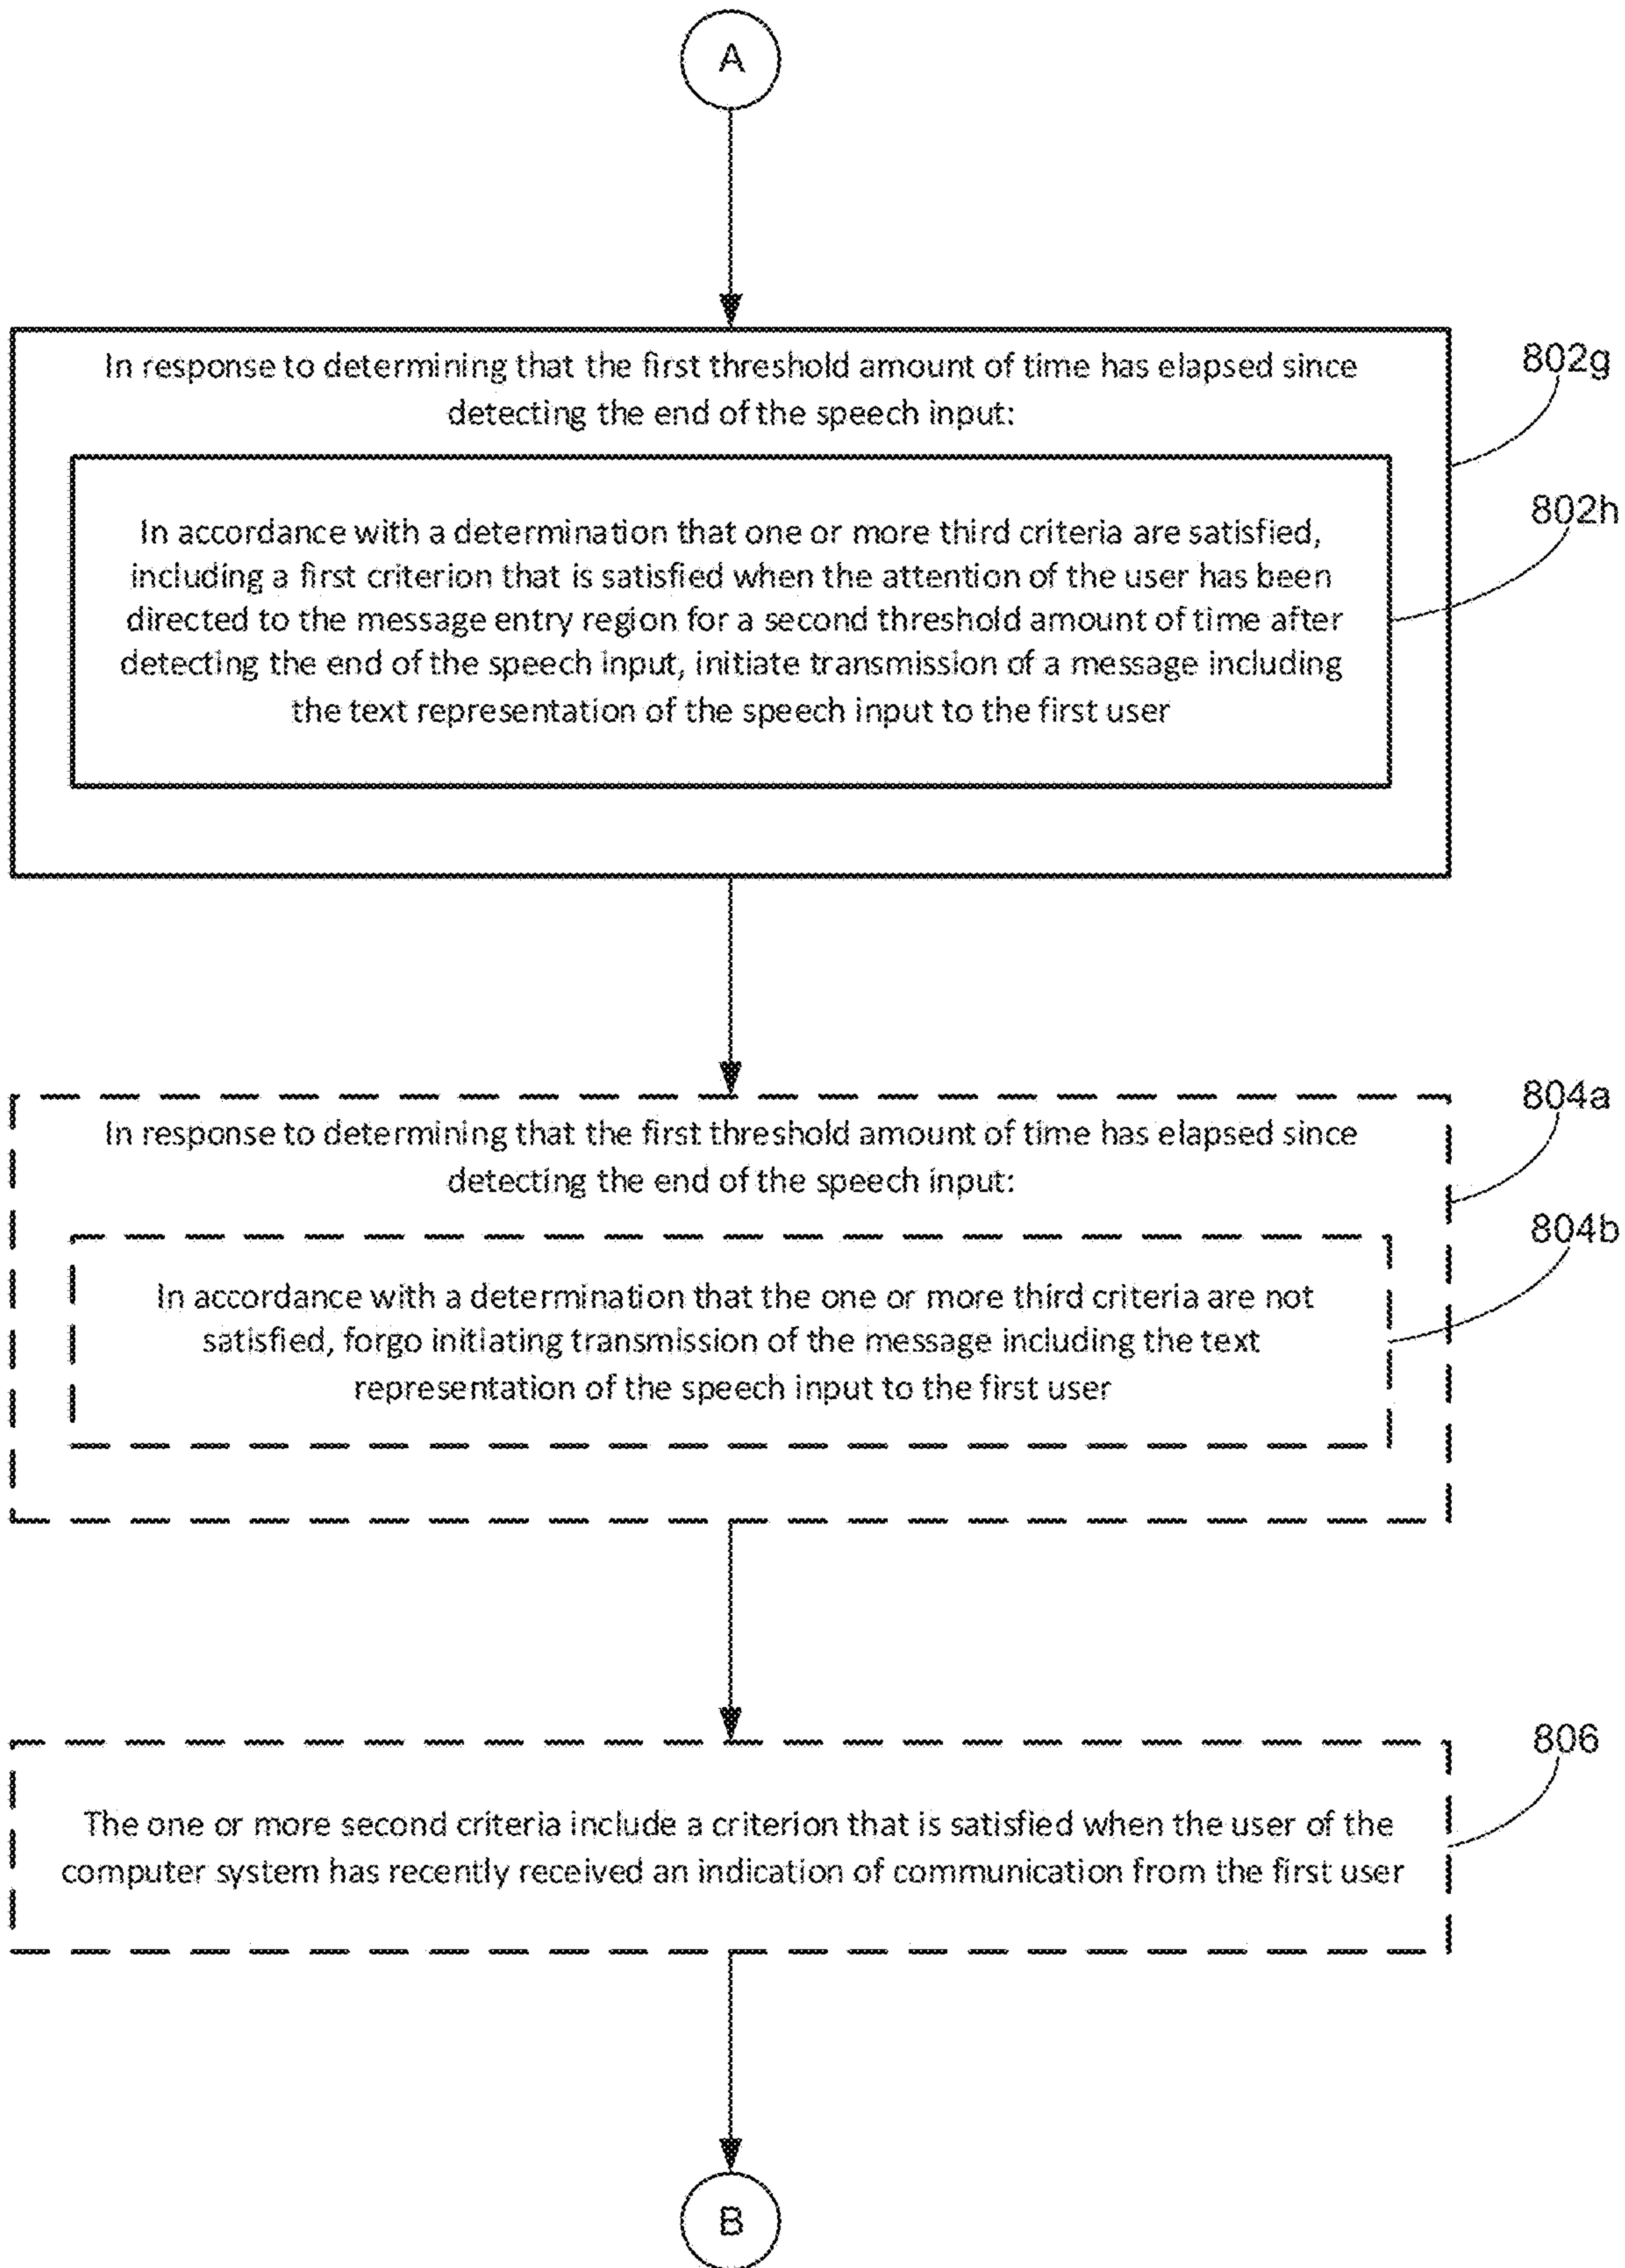 A
In response to determining that the first threshold amount of time has elapsed since
detecting the end of the speech input:
802g
In accordance with a determination that one or more third criteria are satisfied,
including a first criterion that is satisfied when the attention of the user has been
directed to the message entry region for a second threshold amount of time after
detecting the end of the speech input, initiate transmission of a message including
the text representation of the speech input to the first user
802h
In response to determining that the first threshold amount of time has elapsed since
detecting the end of the speech input:
804a
In accordance with a determination that the one or more third criteria are not
satisfied, forgo initiating transmission of the message including the text
representation of the speech input to the first user
804b
The one or more second criteria include a criterion that is satisfied when the user of the
computer system has recently received an indication of communication from the first user
806
B